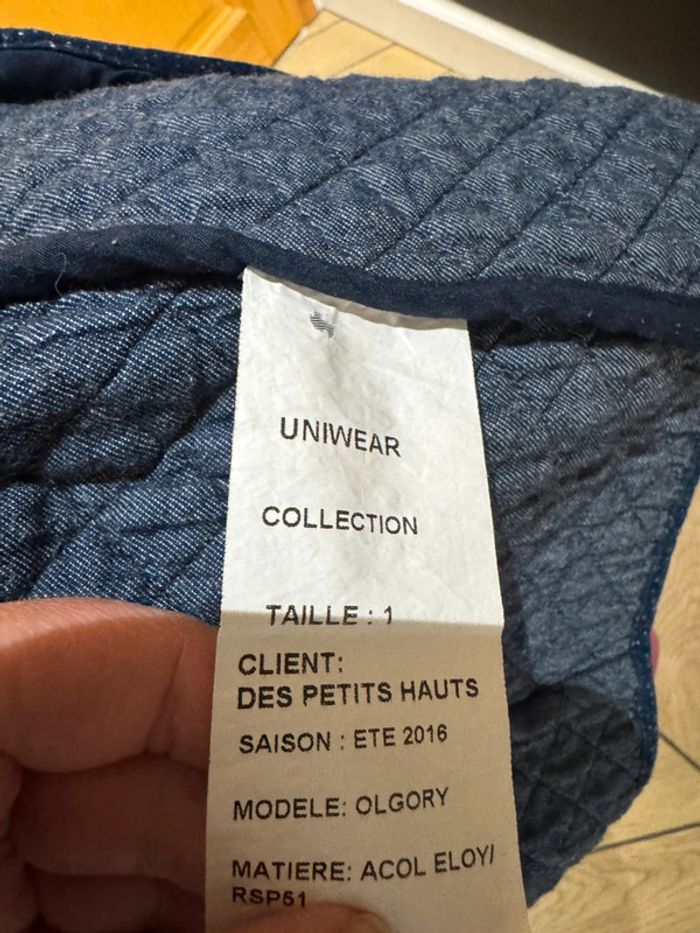 UNIWEAR
COLLECTION
TAILLE : 1
CLIENT:
DES PETITS HAUTS
SAISON : ETE 2016
MODELE: OLGORY
MATIERE: ACOL ELOY/
RSP51